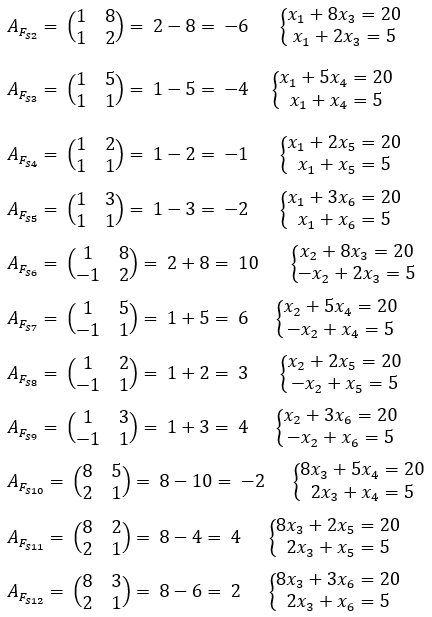 A_{F_{S2}} = \begin{pmatrix} 1 & 8 \\ 1 & 2 \end{pmatrix} = 2 − 8 = −6 \begin{cases} x_1 + 8x_3 = 20 \\ x_1 + 2x_3 = 5 \end{cases}
A_{F_{S3}} = \begin{pmatrix} 1 & 5 \\ 1 & 1 \end{pmatrix} = 1 − 5 = −4 \begin{cases} x_1 + 5x_4 = 20 \\ x_1 + x_4 = 5 \end{cases}
A_{F_{S4}} = \begin{pmatrix} 1 & 2 \\ 1 & 1 \end{pmatrix} = 1 − 2 = −1 \begin{cases} x_1 + 2x_5 = 20 \\ x_1 + x_5 = 5 \end{cases}
A_{F_{S5}} = \begin{pmatrix} 1 & 3 \\ 1 & 1 \end{pmatrix} = 1 − 3 = −2 \begin{cases} x_1 + 3x_6 = 20 \\ x_1 + x_6 = 5 \end{cases}
A_{F_{S6}} = \begin{pmatrix} 1 & 8 \\ −1 & 2 \end{pmatrix} = 2 + 8 = 10 \begin{cases} x_2 + 8x_3 = 20 \\ −x_2 + 2x_3 = 5 \end{cases}
A_{F_{S7}} = \begin{pmatrix} 1 & 5 \\ −1 & 1 \end{pmatrix} = 1 + 5 = 6 \begin{cases} x_2 + 5x_4 = 20 \\ −x_2 + x_4 = 5 \end{cases}
A_{F_{S8}} = \begin{pmatrix} 1 & 2 \\ −1 & 1 \end{pmatrix} = 1 + 2 = 3 \begin{cases} x_2 + 2x_5 = 20 \\ −x_2 + x_5 = 5 \end{cases}
A_{F_{S9}} = \begin{pmatrix} 1 & 3 \\ −1 & 1 \end{pmatrix} = 1 + 3 = 4 \begin{cases} x_2 + 3x_6 = 20 \\ −x_2 + x_6 = 5 \end{cases}
A_{F_{S10}} = \begin{pmatrix} 8 & 5 \\ 2 & 1 \end{pmatrix} = 8 − 10 = −2 \begin{cases} 8x_3 + 5x_4 = 20 \\ 2x_3 + x_4 = 5 \end{cases}
A_{F_{S11}} = \begin{pmatrix} 8 & 2 \\ 2 & 1 \end{pmatrix} = 8 − 4 = 4 \begin{cases} 8x_3 + 2x_5 = 20 \\ 2x_3 + x_5 = 5 \end{cases}
A_{F_{S12}} = \begin{pmatrix} 8 & 3 \\ 2 & 1 \end{pmatrix} = 8 − 6 = 2 \begin{cases} 8x_3 + 3x_6 = 20 \\ 2x_3 + x_6 = 5 \end{cases}